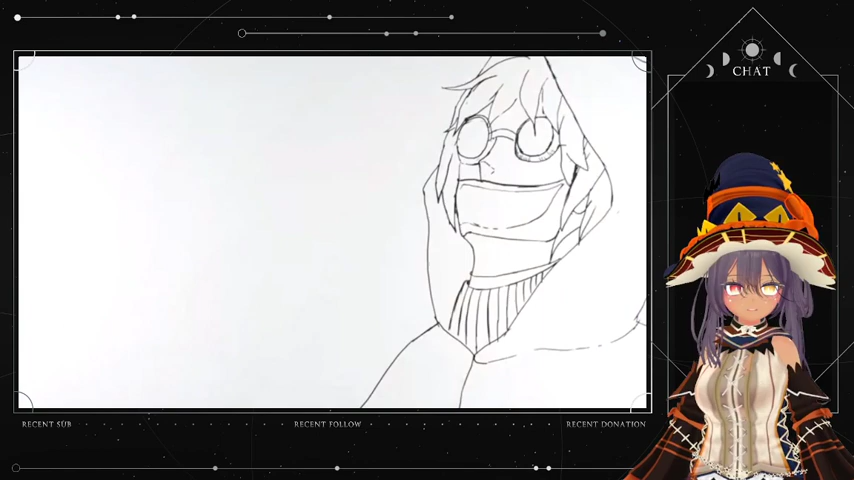 CHAT
RECENT SUB
RECENT FOLLOW
RECENT DONATION